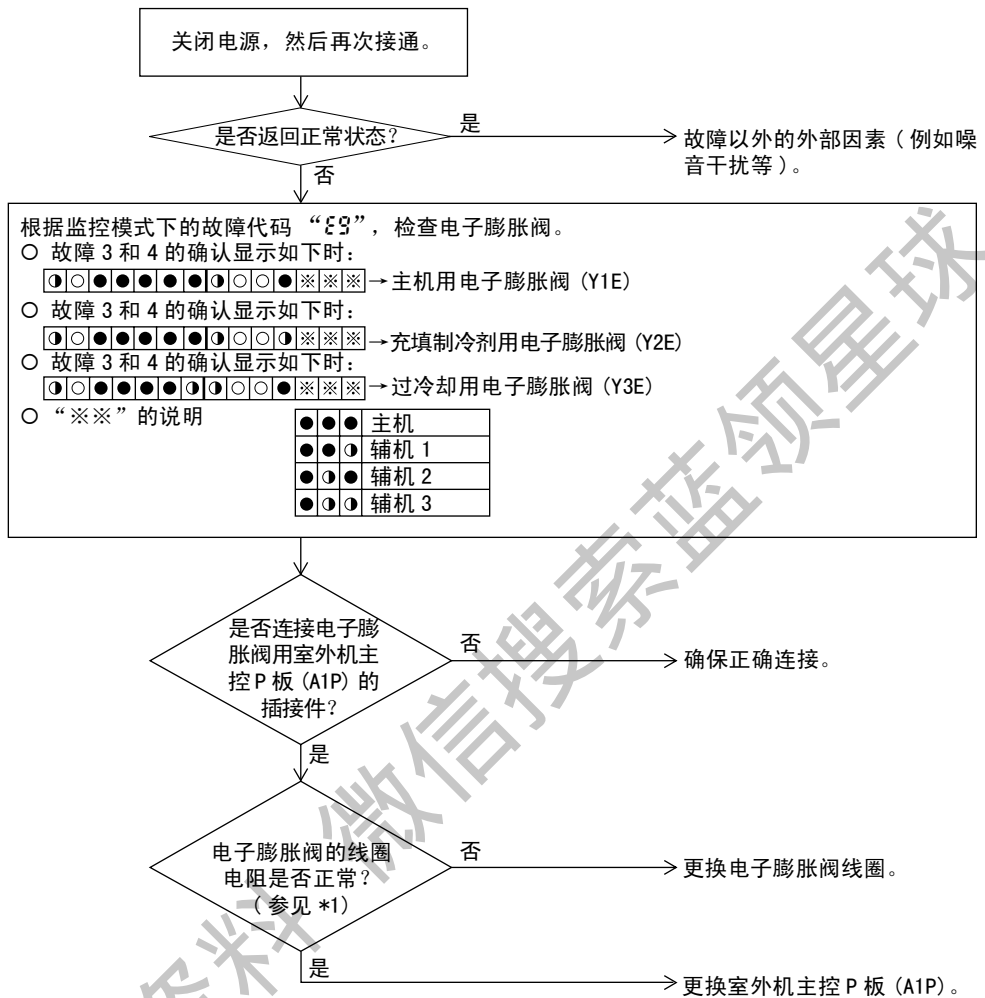 关闭电源，然后再次接通。
是否返回正常状态？
是
故障以外的外部因素（例如噪
音干扰等）。
否
根据监控模式下的故障代码 “E9”，检查电子膨胀阀。
○ 故障 3 和 4 的确认显示如下时：
◑○●●●●●◑○○●※※※→主机用电子膨胀阀 (Y1E)
○ 故障 3 和 4 的确认显示如下时：
◑○●●●●●◑○○◑※※※→充填制冷剂用电子膨胀阀 (Y2E)
○ 故障 3 和 4 的确认显示如下时：
◑○●●●●◑◑○○●※※※→过冷却用电子膨胀阀 (Y3E)
○ “※※”的说明
●●● 主机
●●◑ 辅机 1
●◑● 辅机 2
●◑◑ 辅机 3
是否连接电子膨
胀阀用室外机主
控 P 板 (A1P) 的
插接件？
否
确保正确连接。
是
电子膨胀阀的线圈
电阻是否正常？
（参见 *1）
否
更换电子膨胀阀线圈。
是
更换室外机主控 P 板 (A1P)。
资料 微信搜索蓝领星球